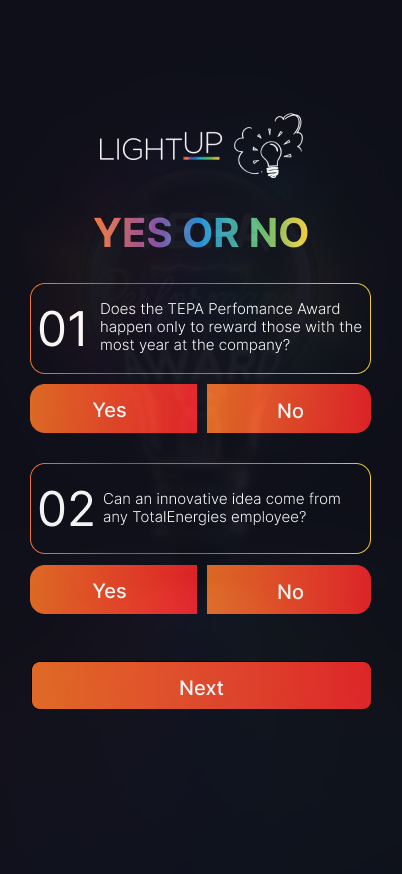 LIGHTUP
YES OR NO
01
Does the TEPA Perfomance Award
happen only to reward those with the
most year at the company?
Yes
No
02
Can an innovative idea come from
any TotalEnergies employee?
Yes
No
Next